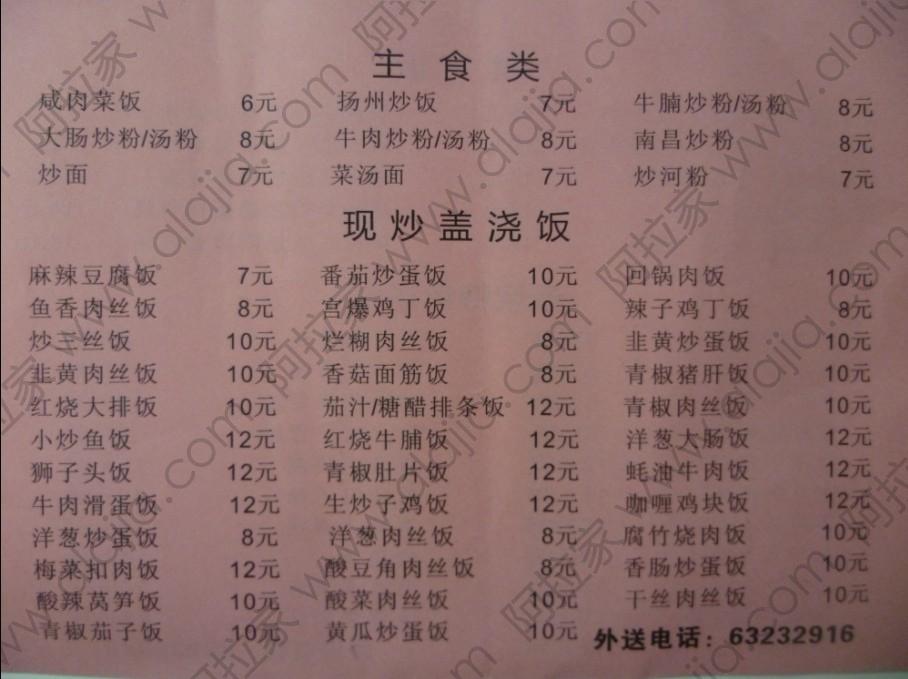 主食类
咸肉菜饭 6元 扬州炒饭 7元 牛腩炒粉/汤粉 8元
大肠炒粉/汤粉 8元 牛肉炒粉/汤粉 8元 南昌炒粉 8元
炒面 7元 菜汤面 7元 炒河粉 7元
现炒盖浇饭
麻辣豆腐饭 7元 番茄炒蛋饭 10元 回锅肉饭 10元
鱼香肉丝饭 8元 宫爆鸡丁饭 10元 辣子鸡丁饭 8元
炒三丝饭 10元 烂糊肉丝饭 8元 韭黄炒蛋饭 10元
韭黄肉丝饭 10元 香菇面筋饭 8元 青椒猪肝饭 10元
红烧大排饭 10元 茄汁/糖醋排条饭 12元 青椒肉丝饭 10元
小炒鱼饭 12元 红烧牛脯饭 12元 洋葱大肠饭 12元
狮子头饭 12元 青椒肚片饭 12元 蚝油牛肉饭 12元
牛肉滑蛋饭 12元 生炒子鸡饭 12元 咖喱鸡块饭 12元
洋葱炒蛋饭 8元 洋葱肉丝饭 8元 腐竹烧肉饭 10元
梅菜扣肉饭 12元 酸豆角肉丝饭 8元 香肠炒蛋饭 10元
酸辣莴笋饭 10元 酸菜肉丝饭 10元 干丝肉丝饭 10元
青椒茄子饭 10元 黄瓜炒蛋饭 10元 外送电话：63232916
阿拉家 www.alajia.com